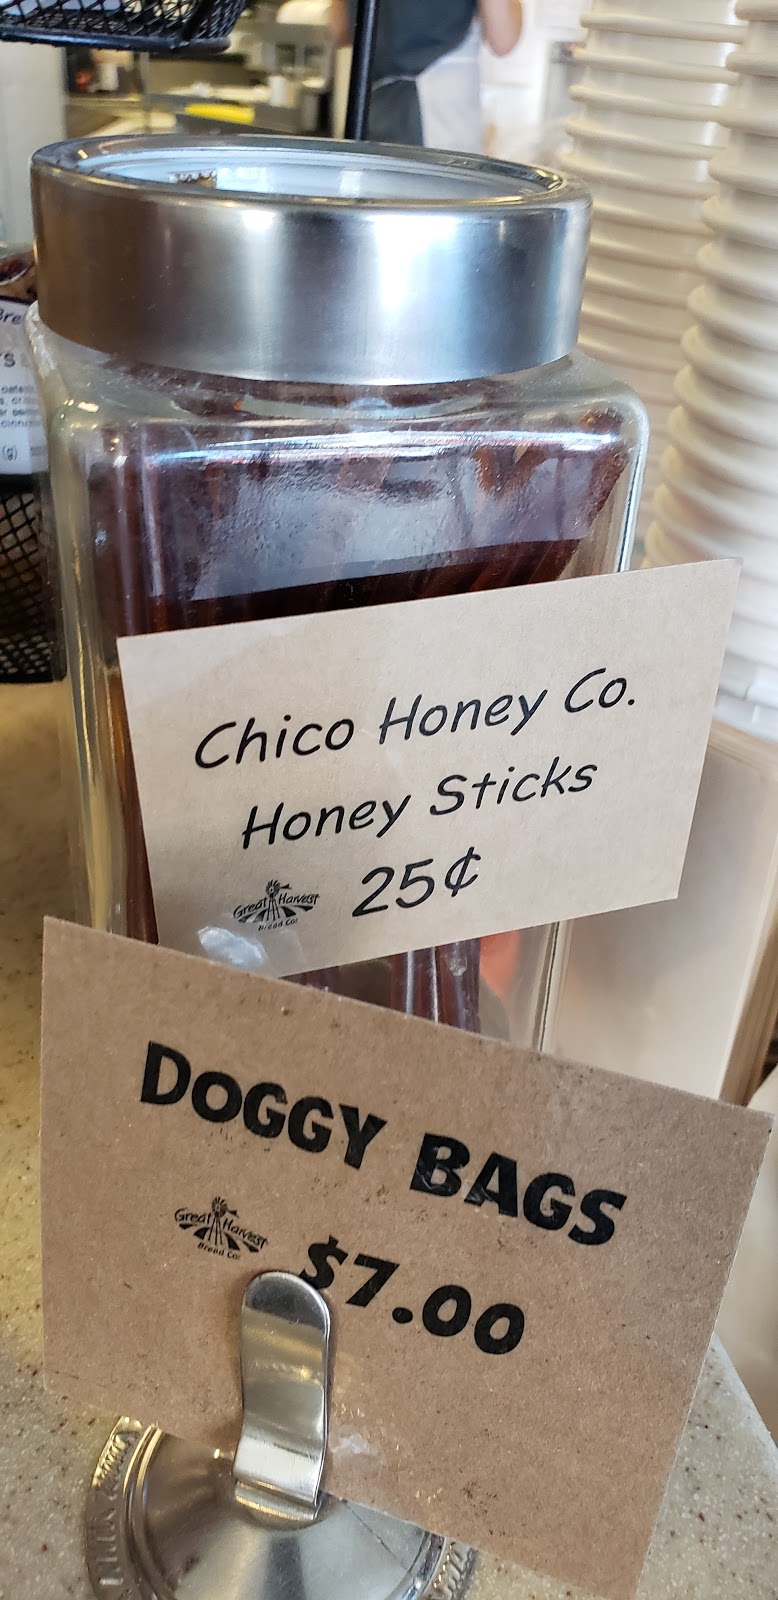 Chico Honey Co.
Honey Sticks
25¢
Great Harvest
Bread Co.
DOGGY BAGS
Great Harvest
Bread Co.
$7.00